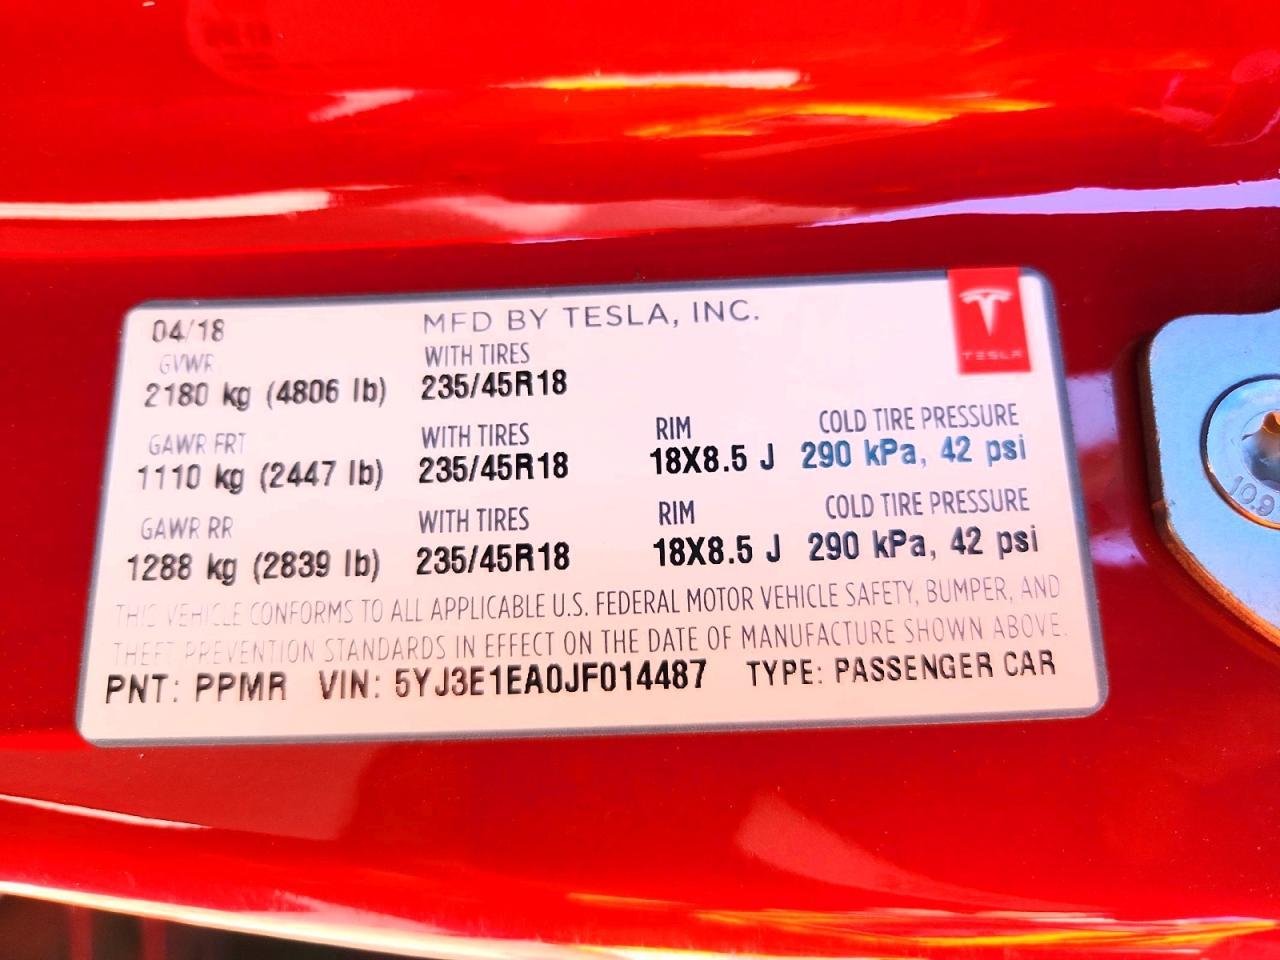 04/18 MFD BY TESLA, INC.
TESLA
GVWR WITH TIRES
2180 kg (4806 lb) 235/45R18
GAWR FRT WITH TIRES RIM COLD TIRE PRESSURE
1110 kg (2447 lb) 235/45R18 18X8.5 J 290 kPa, 42 psi
GAWR RR WITH TIRES RIM COLD TIRE PRESSURE
1288 kg (2839 lb) 235/45R18 18X8.5 J 290 kPa, 42 psi
THIS VEHICLE CONFORMS TO ALL APPLICABLE U.S. FEDERAL MOTOR VEHICLE SAFETY, BUMPER, AND
THEFT PREVENTION STANDARDS IN EFFECT ON THE DATE OF MANUFACTURE SHOWN ABOVE.
PNT: PPMR VIN: 5YJ3E1EA0JF014487 TYPE: PASSENGER CAR
10.9